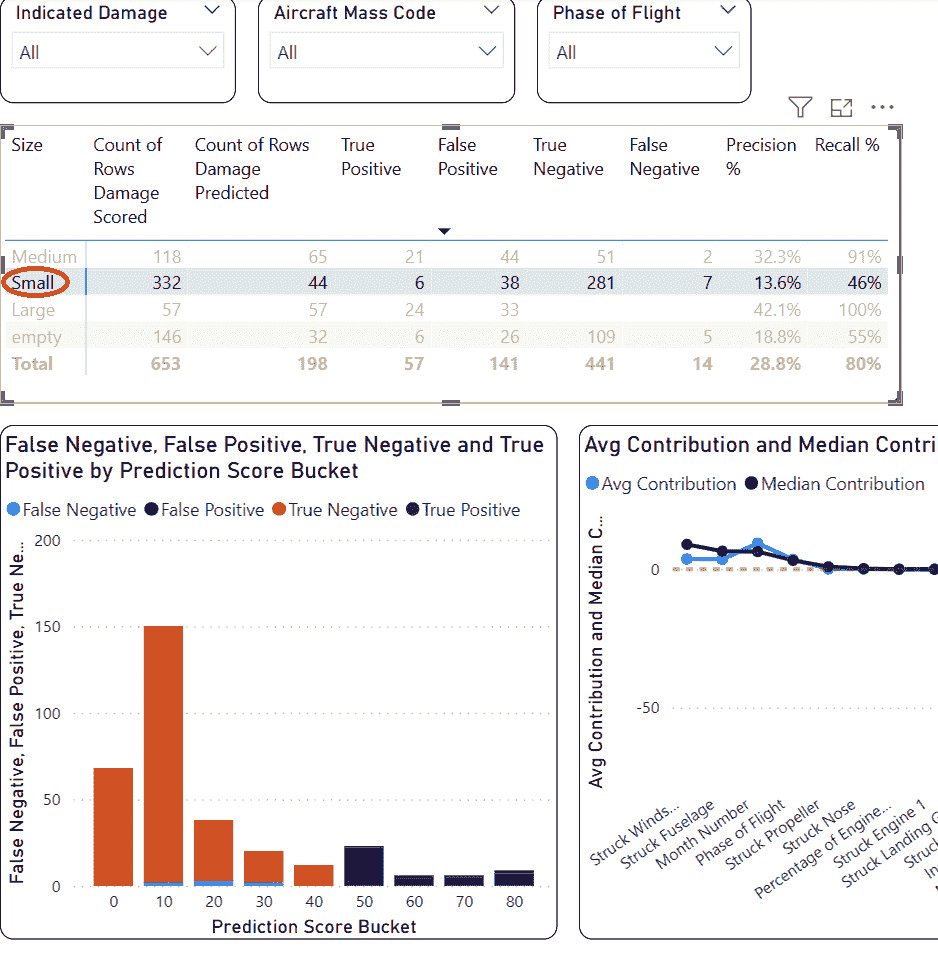 Indicated Damage
All
Aircraft Mass Code
All
Phase of Flight
All
Size
Count of Rows Damage Scored
Count of Rows Damage Predicted
True Positive
False Positive
True Negative
False Negative
Precision %
Recall %
Medium 118 65 21 44 51 2 32.3% 91%
Small 332 44 6 38 281 7 13.6% 46%
Large 57 57 24 33 42.1% 100%
empty 146 32 6 26 109 5 18.8% 55%
Total 653 198 57 141 441 14 28.8% 80%
False Negative, False Positive, True Negative and True
Positive by Prediction Score Bucket
False Negative False Positive True Negative True Positive
False Negative, False Positive, True Ne...
200
150
100
50
0
0 10 20 30 40 50 60 70 80
Prediction Score Bucket
Avg Contribution and Median Contri
Avg Contribution Median Contribution
Avg Contribution and Median C...
0
-50
Struck Winds...
Struck Fuselage
Month Number
Phase of Flight
Struck Propeller
Struck Nose
Percentage of Engine...
Struck Engine 1
Struck Landing G
Struck
In